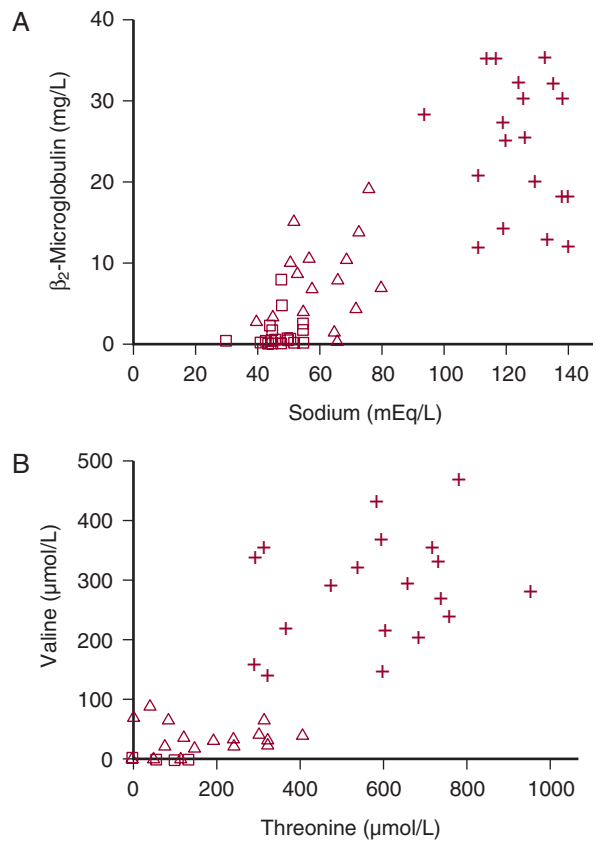 A
40
30
20
10
0
β2-Microglobulin (mg/L)
0 20 40 60 80 100 120 140
Sodium (mEq/L)
B
500
400
300
200
100
0
Valine (μmol/L)
0 200 400 600 800 1000
Threonine (μmol/L)